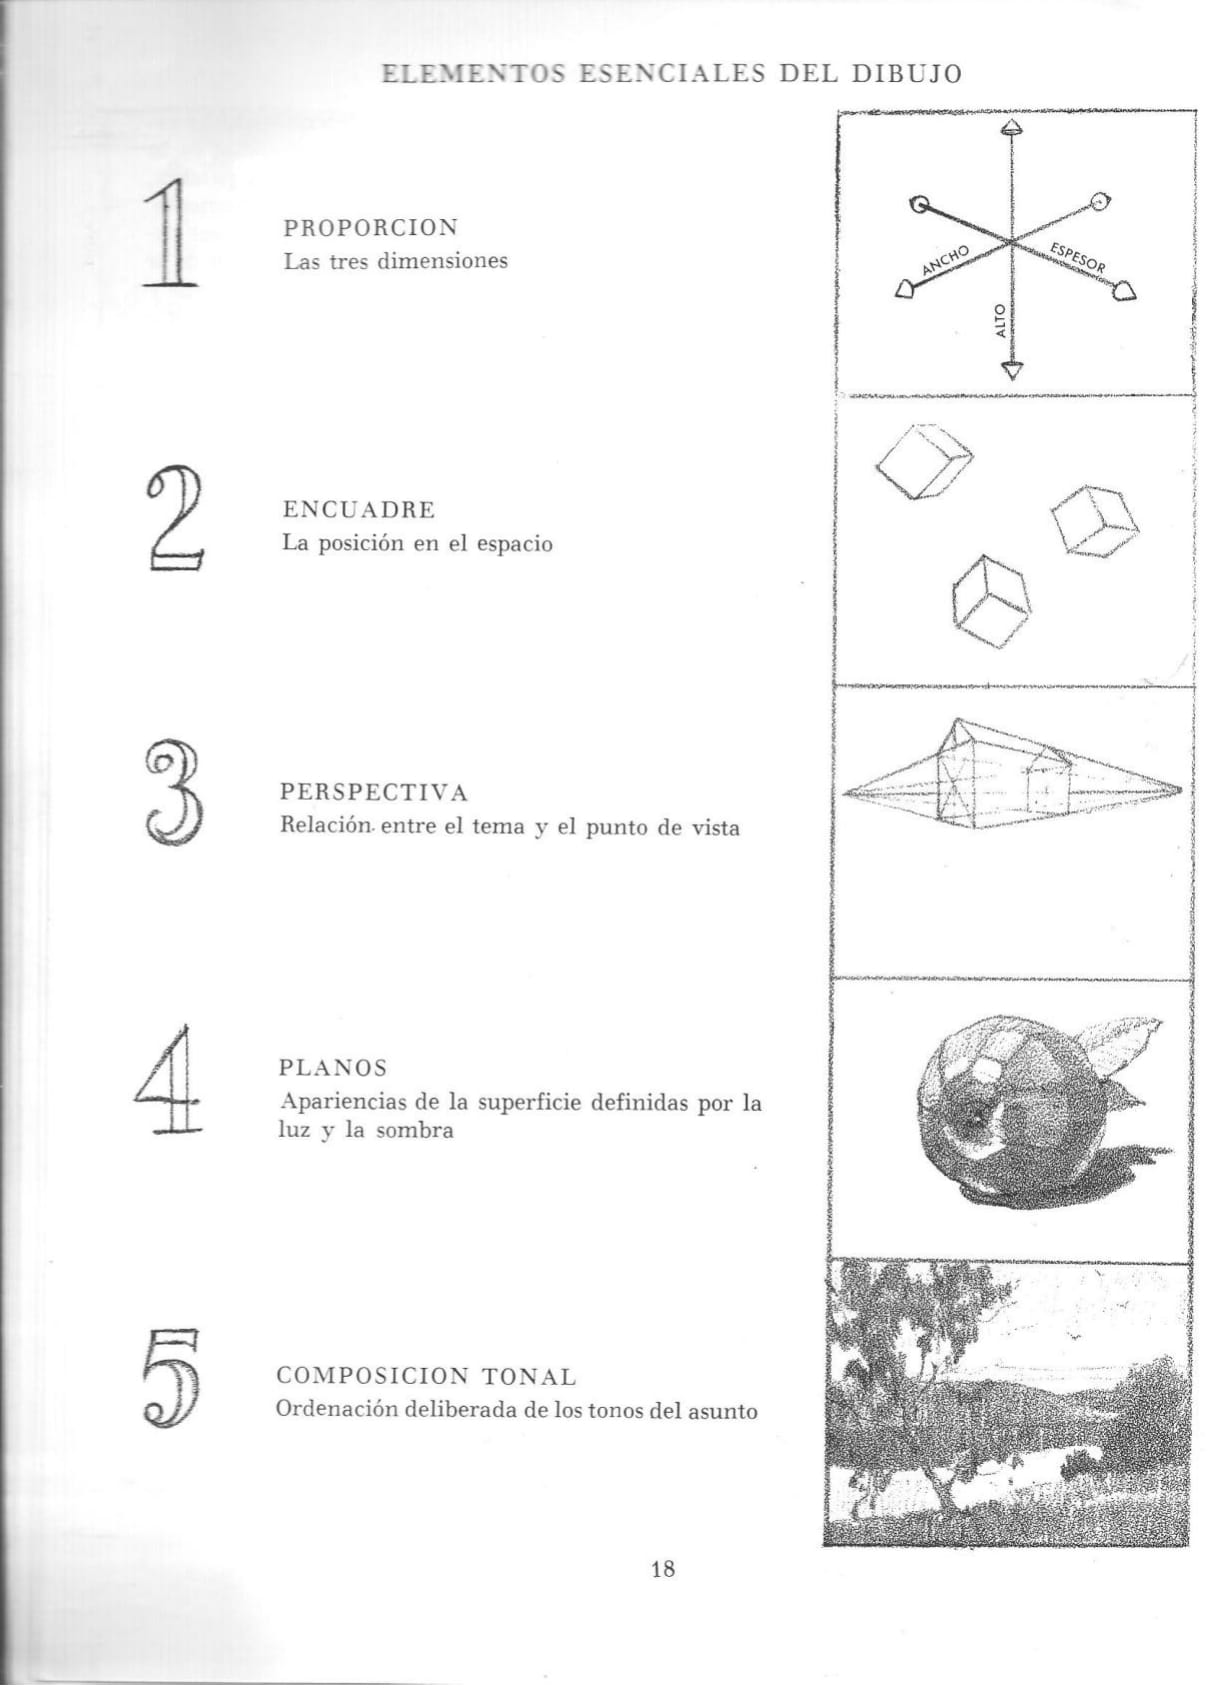 ELEMENTOS ESENCIALES DEL DIBUJO
1
PROPORCION
Las tres dimensiones
ANCHO
ESPESOR
ALTO
2
ENCUADRE
La posición en el espacio
3
PERSPECTIVA
Relación entre el tema y el punto de vista
4
PLANOS
Apariencias de la superficie definidas por la
luz y la sombra
5
COMPOSICION TONAL
Ordenación deliberada de los tonos del asunto
18